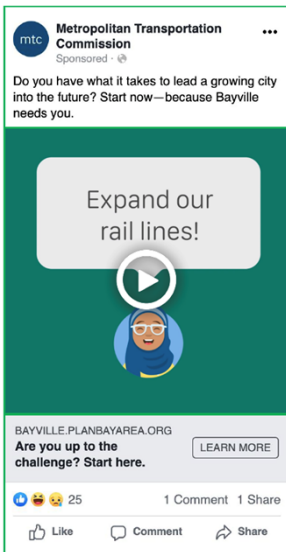 mtc
Metropolitan Transportation
Commission
Sponsored ·
Do you have what it takes to lead a growing city
into the future? Start now—because Bayville
needs you.
Expand our
rail lines!
BAYVILLE.PLANBAYAREA.ORG
Are you up to the
challenge? Start here.
LEARN MORE
25
1 Comment 1 Share
Like Comment Share